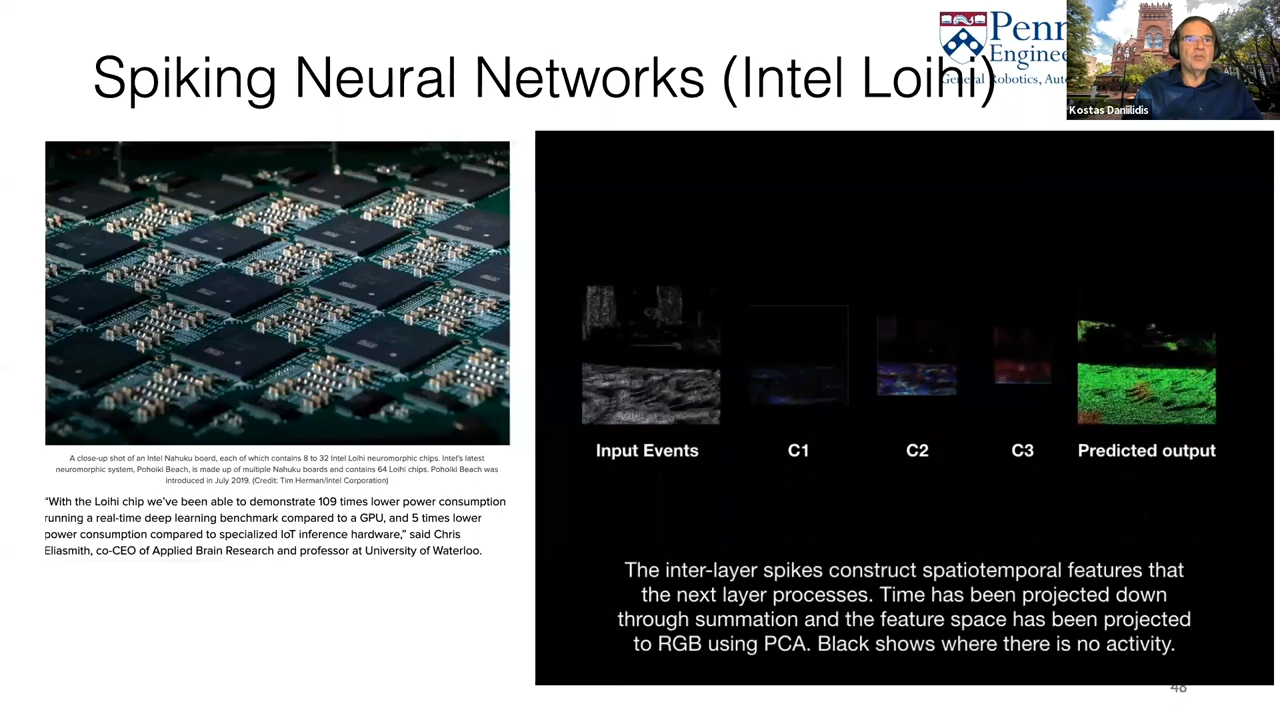 Spiking Neural Networks (Intel Loihi)
Penn
Engine
General Robotics, Auto
Kostas Daniilidis
A close-up shot of an Intel Nahuku board, each of which contains 8 to 32 Intel Loihi neuromorphic chips. Intel's latest
neuromorphic system, Pohoiki Beach, is made up of multiple Nahuku boards and contains 64 Loihi chips. Pohoiki Beach was
introduced in July 2019. (Credit: Tim Herman/Intel Corporation)
“With the Loihi chip we’ve been able to demonstrate 109 times lower power consumption
running a real-time deep learning benchmark compared to a GPU, and 5 times lower
power consumption compared to specialized IoT inference hardware,” said Chris
Eliasmith, co-CEO of Applied Brain Research and professor at University of Waterloo.
Input Events
C1
C2
C3
Predicted output
The inter-layer spikes construct spatiotemporal features that
the next layer processes. Time has been projected down
through summation and the feature space has been projected
to RGB using PCA. Black shows where there is no activity.
48